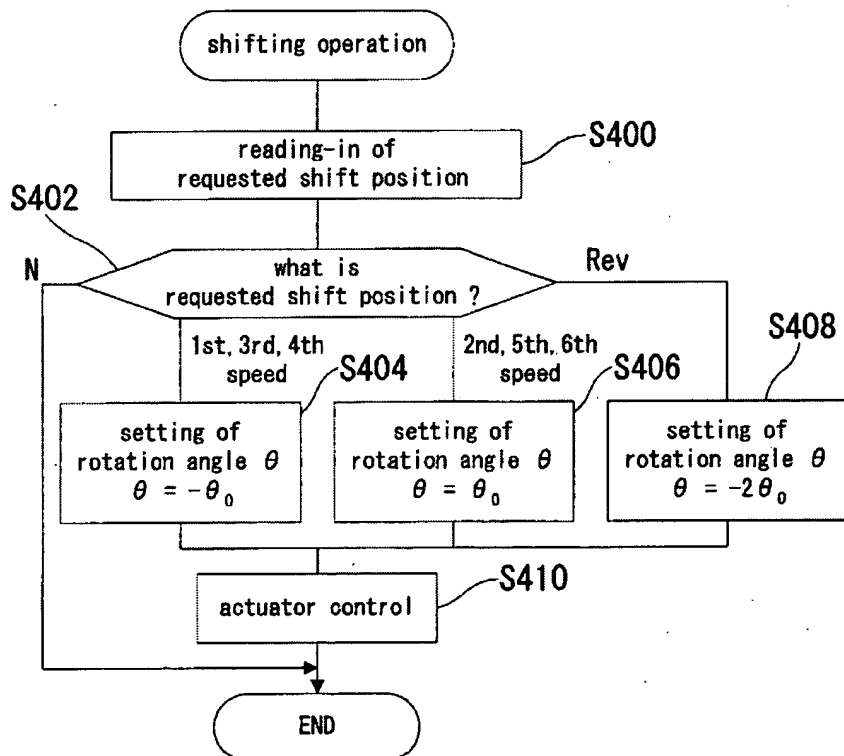 shifting operation
S400
reading-in of
requested shift position
S402
N
what is
requested shift position ?
Rev
1st, 3rd, 4th
speed
2nd, 5th, 6th
speed
S404
S406
S408
setting of
rotation angle θ
θ = -θ₀
setting of
rotation angle θ
θ = θ₀
setting of
rotation angle θ
θ = -2θ₀
actuator control
S410
END